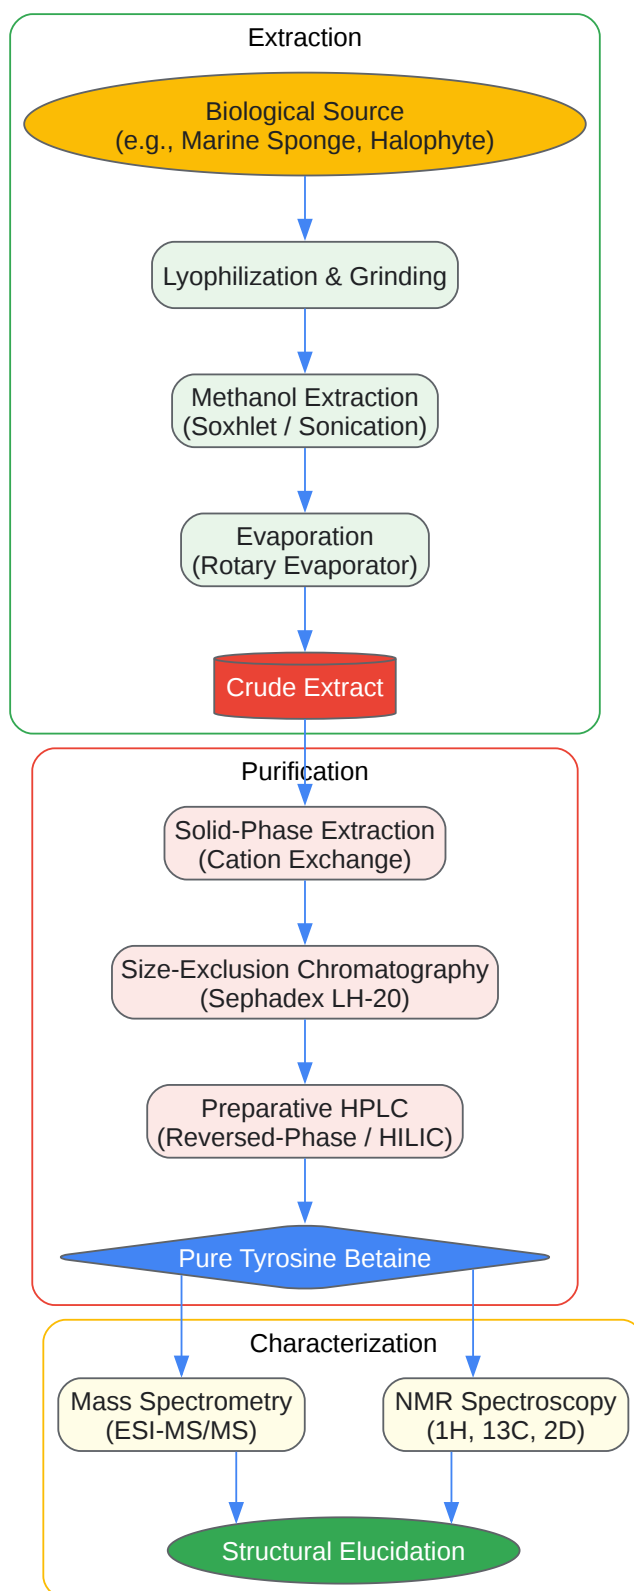 Extraction
Biological Source
(e.g., Marine Sponge, Halophyte)
Lyophilization & Grinding
Methanol Extraction
(Soxhlet / Sonication)
Evaporation
(Rotary Evaporator)
Crude Extract
Purification
Solid-Phase Extraction
(Cation Exchange)
Size-Exclusion Chromatography
(Sephadex LH-20)
Preparative HPLC
(Reversed-Phase / HILIC)
Pure Tyrosine Betaine
Characterization
Mass Spectrometry
(ESI-MS/MS)
NMR Spectroscopy
(1H, 13C, 2D)
Structural Elucidation